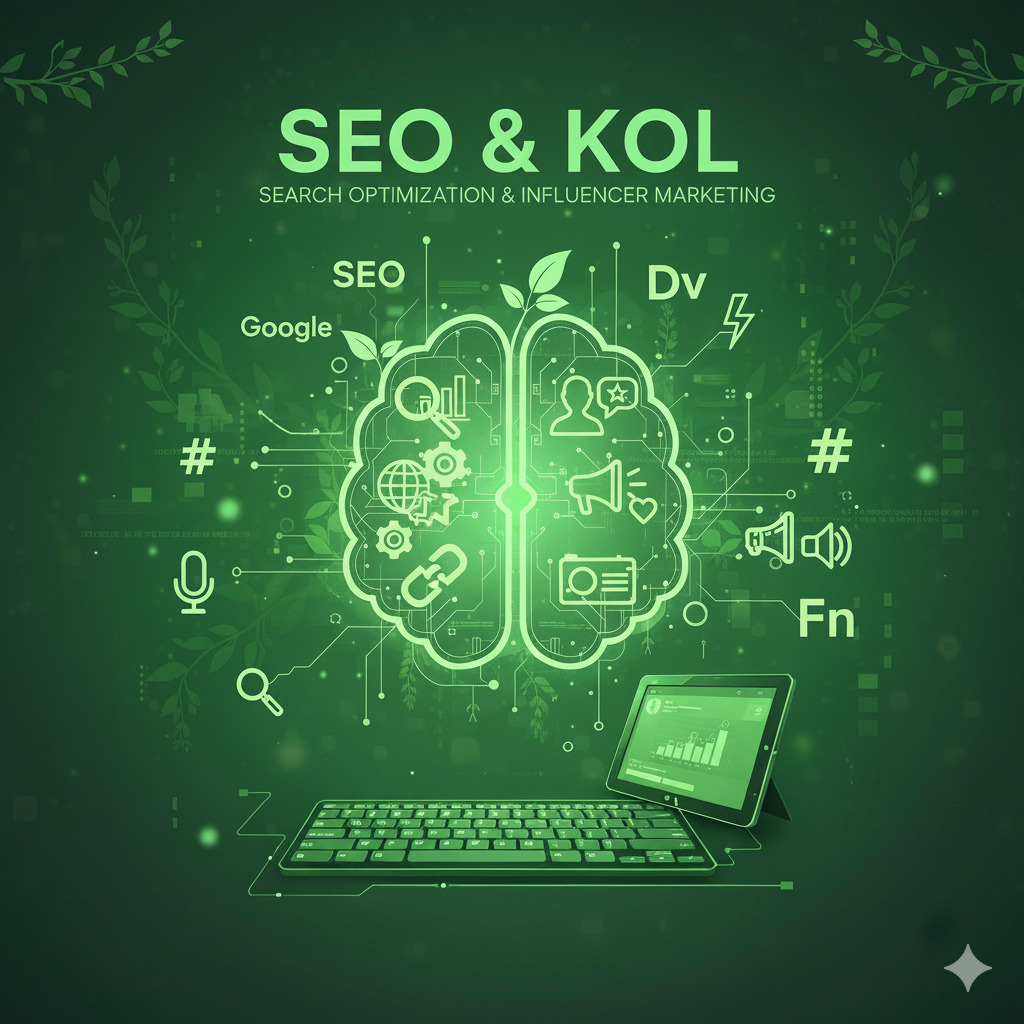 SEO & KOL
SEARCH OPTIMIZATION & INFLUENCER MARKETING
SEO
Dv
Google
#
#
Fn